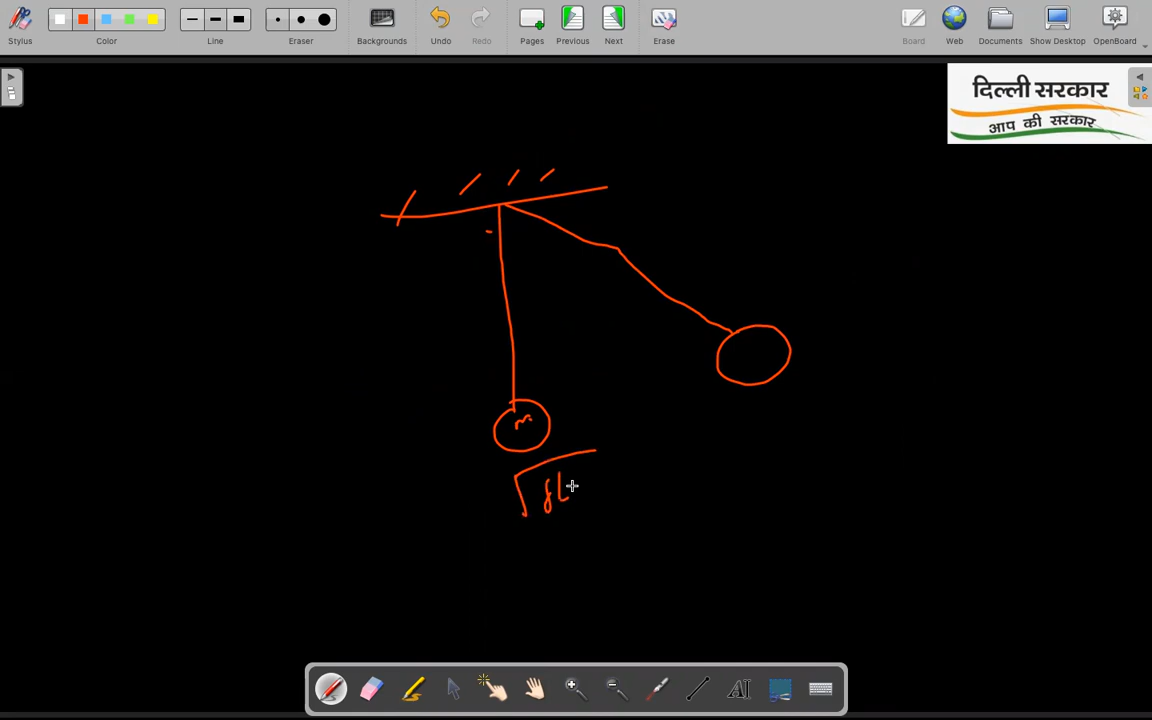 Stylus
Color
Line
Eraser
Backgrounds
Undo
Redo
Pages
Previous
Next
Erase
Board
Web
Documents
Show Desktop
OpenBoard
दिल्ली सरकार
आप की सरकार
m
√gL